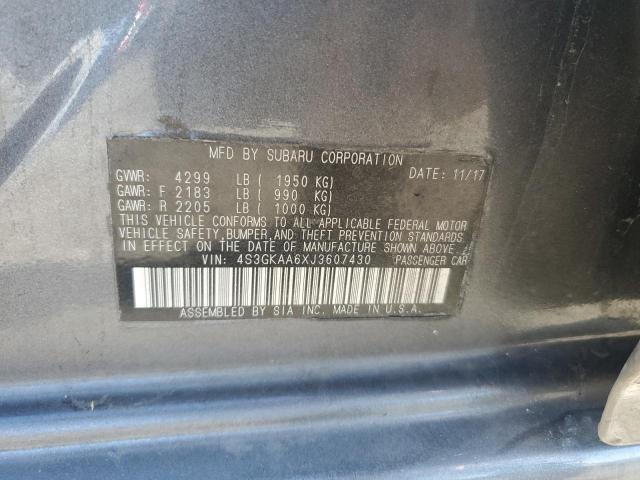 MFD BY SUBARU CORPORATION DATE: 11/17
GVWR: 4299 LB ( 1950 KG)
GAWR: F 2183 LB ( 990 KG)
GAWR: R 2205 LB ( 1000 KG)
THIS VEHICLE CONFORMS TO ALL APPLICABLE FEDERAL MOTOR
VEHICLE SAFETY, BUMPER, AND THEFT PREVENTION STANDARDS
IN EFFECT ON THE DATE OF MANUFACTURE SHOWN ABOVE.
VIN: 4S3GKAA6XJ3607430 PASSENGER CAR
ASSEMBLED BY SIA INC. MADE IN U.S.A.